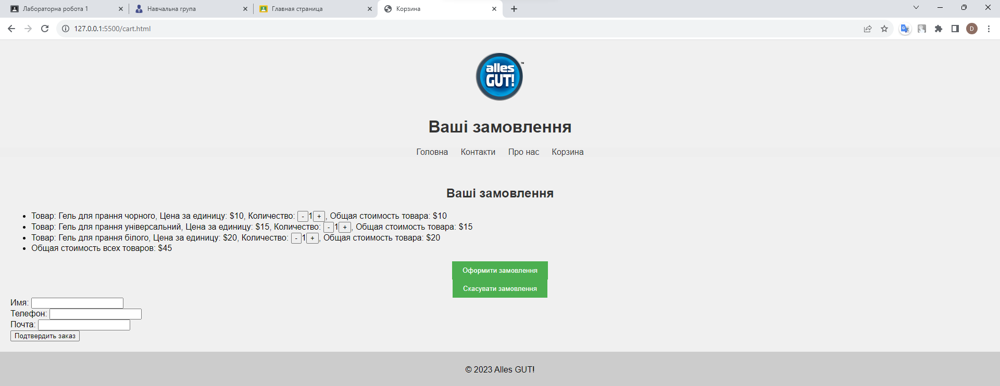 Лабораторна робота 1
Навчальна група
Главная страница
Корзина
127.0.0.1:5500/cart.html
D
alles
GUT!
™
Ваші замовлення
Головна Контакти Про нас Корзина
Ваші замовлення
Товар: Гель для прання чорного, Цена за единицу: $10, Количество: - 1 + , Общая стоимость товара: $10
Товар: Гель для прання універсальний, Цена за единицу: $15, Количество: - 1 + , Общая стоимость товара: $15
Товар: Гель для прання білого, Цена за единицу: $20, Количество: - 1 + , Общая стоимость товара: $20
Общая стоимость всех товаров: $45
Оформити замовлення
Скасувати замовлення
Имя:
Телефон:
Почта:
Подтвердить заказ
© 2023 Alles GUT!